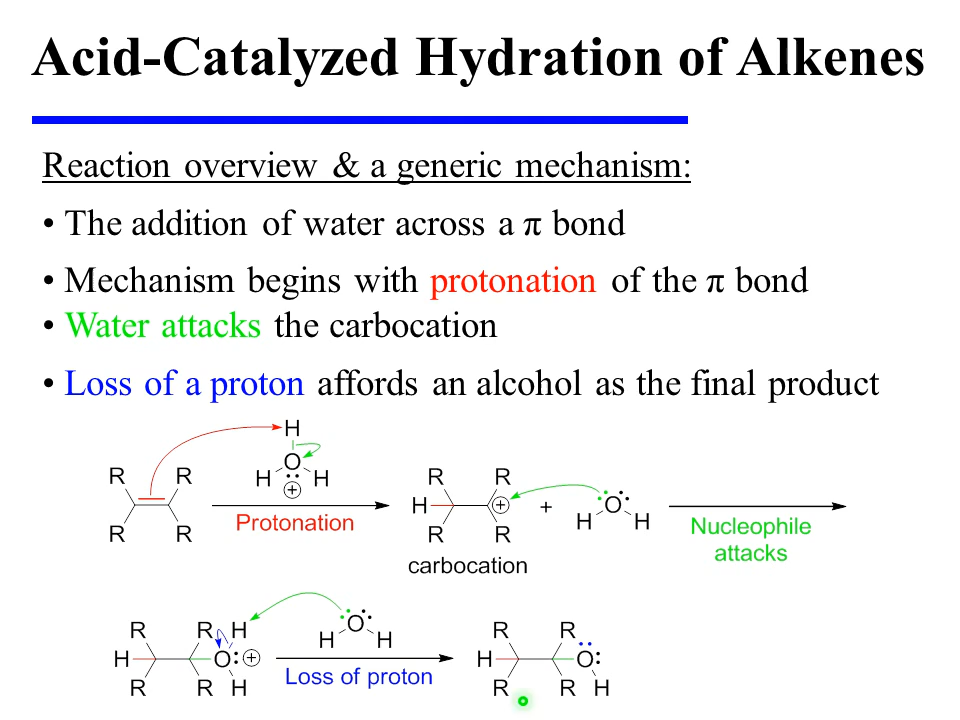 Acid-Catalyzed Hydration of Alkenes
Reaction overview & a generic mechanism:
• The addition of water across a π bond
• Mechanism begins with protonation of the π bond
• Water attacks the carbocation
• Loss of a proton affords an alcohol as the final product
H
O
H H
+
R R
R R
Protonation
R R
H +
R R
carbocation
+
O
H H
Nucleophile
attacks
R R H
H O +
R R H
O
H H
Loss of proton
R R
H O
R R H